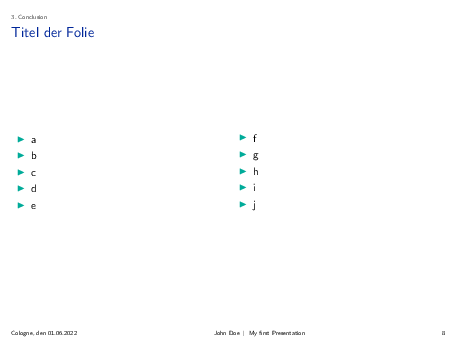 3. Conclusion
Titel der Folie
a
b
c
d
e
f
g
h
i
j
Cologne, den 01.06.2022
John Doe | My first Presentation
8